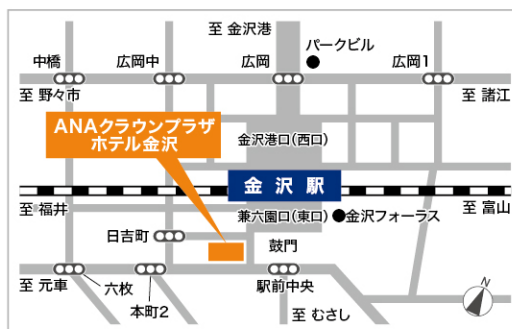 至 金沢港
パークビル
中橋
広岡中
広岡
広岡1
至 野々市
至 諸江
ANAクラウンプラザ
ホテル金沢
金沢港口(西口)
金沢駅
至 福井
兼六園口(東口)
金沢フォーラス
至 富山
日吉町
鼓門
至 元車
六枚
本町2
駅前中央
至 むさし
N